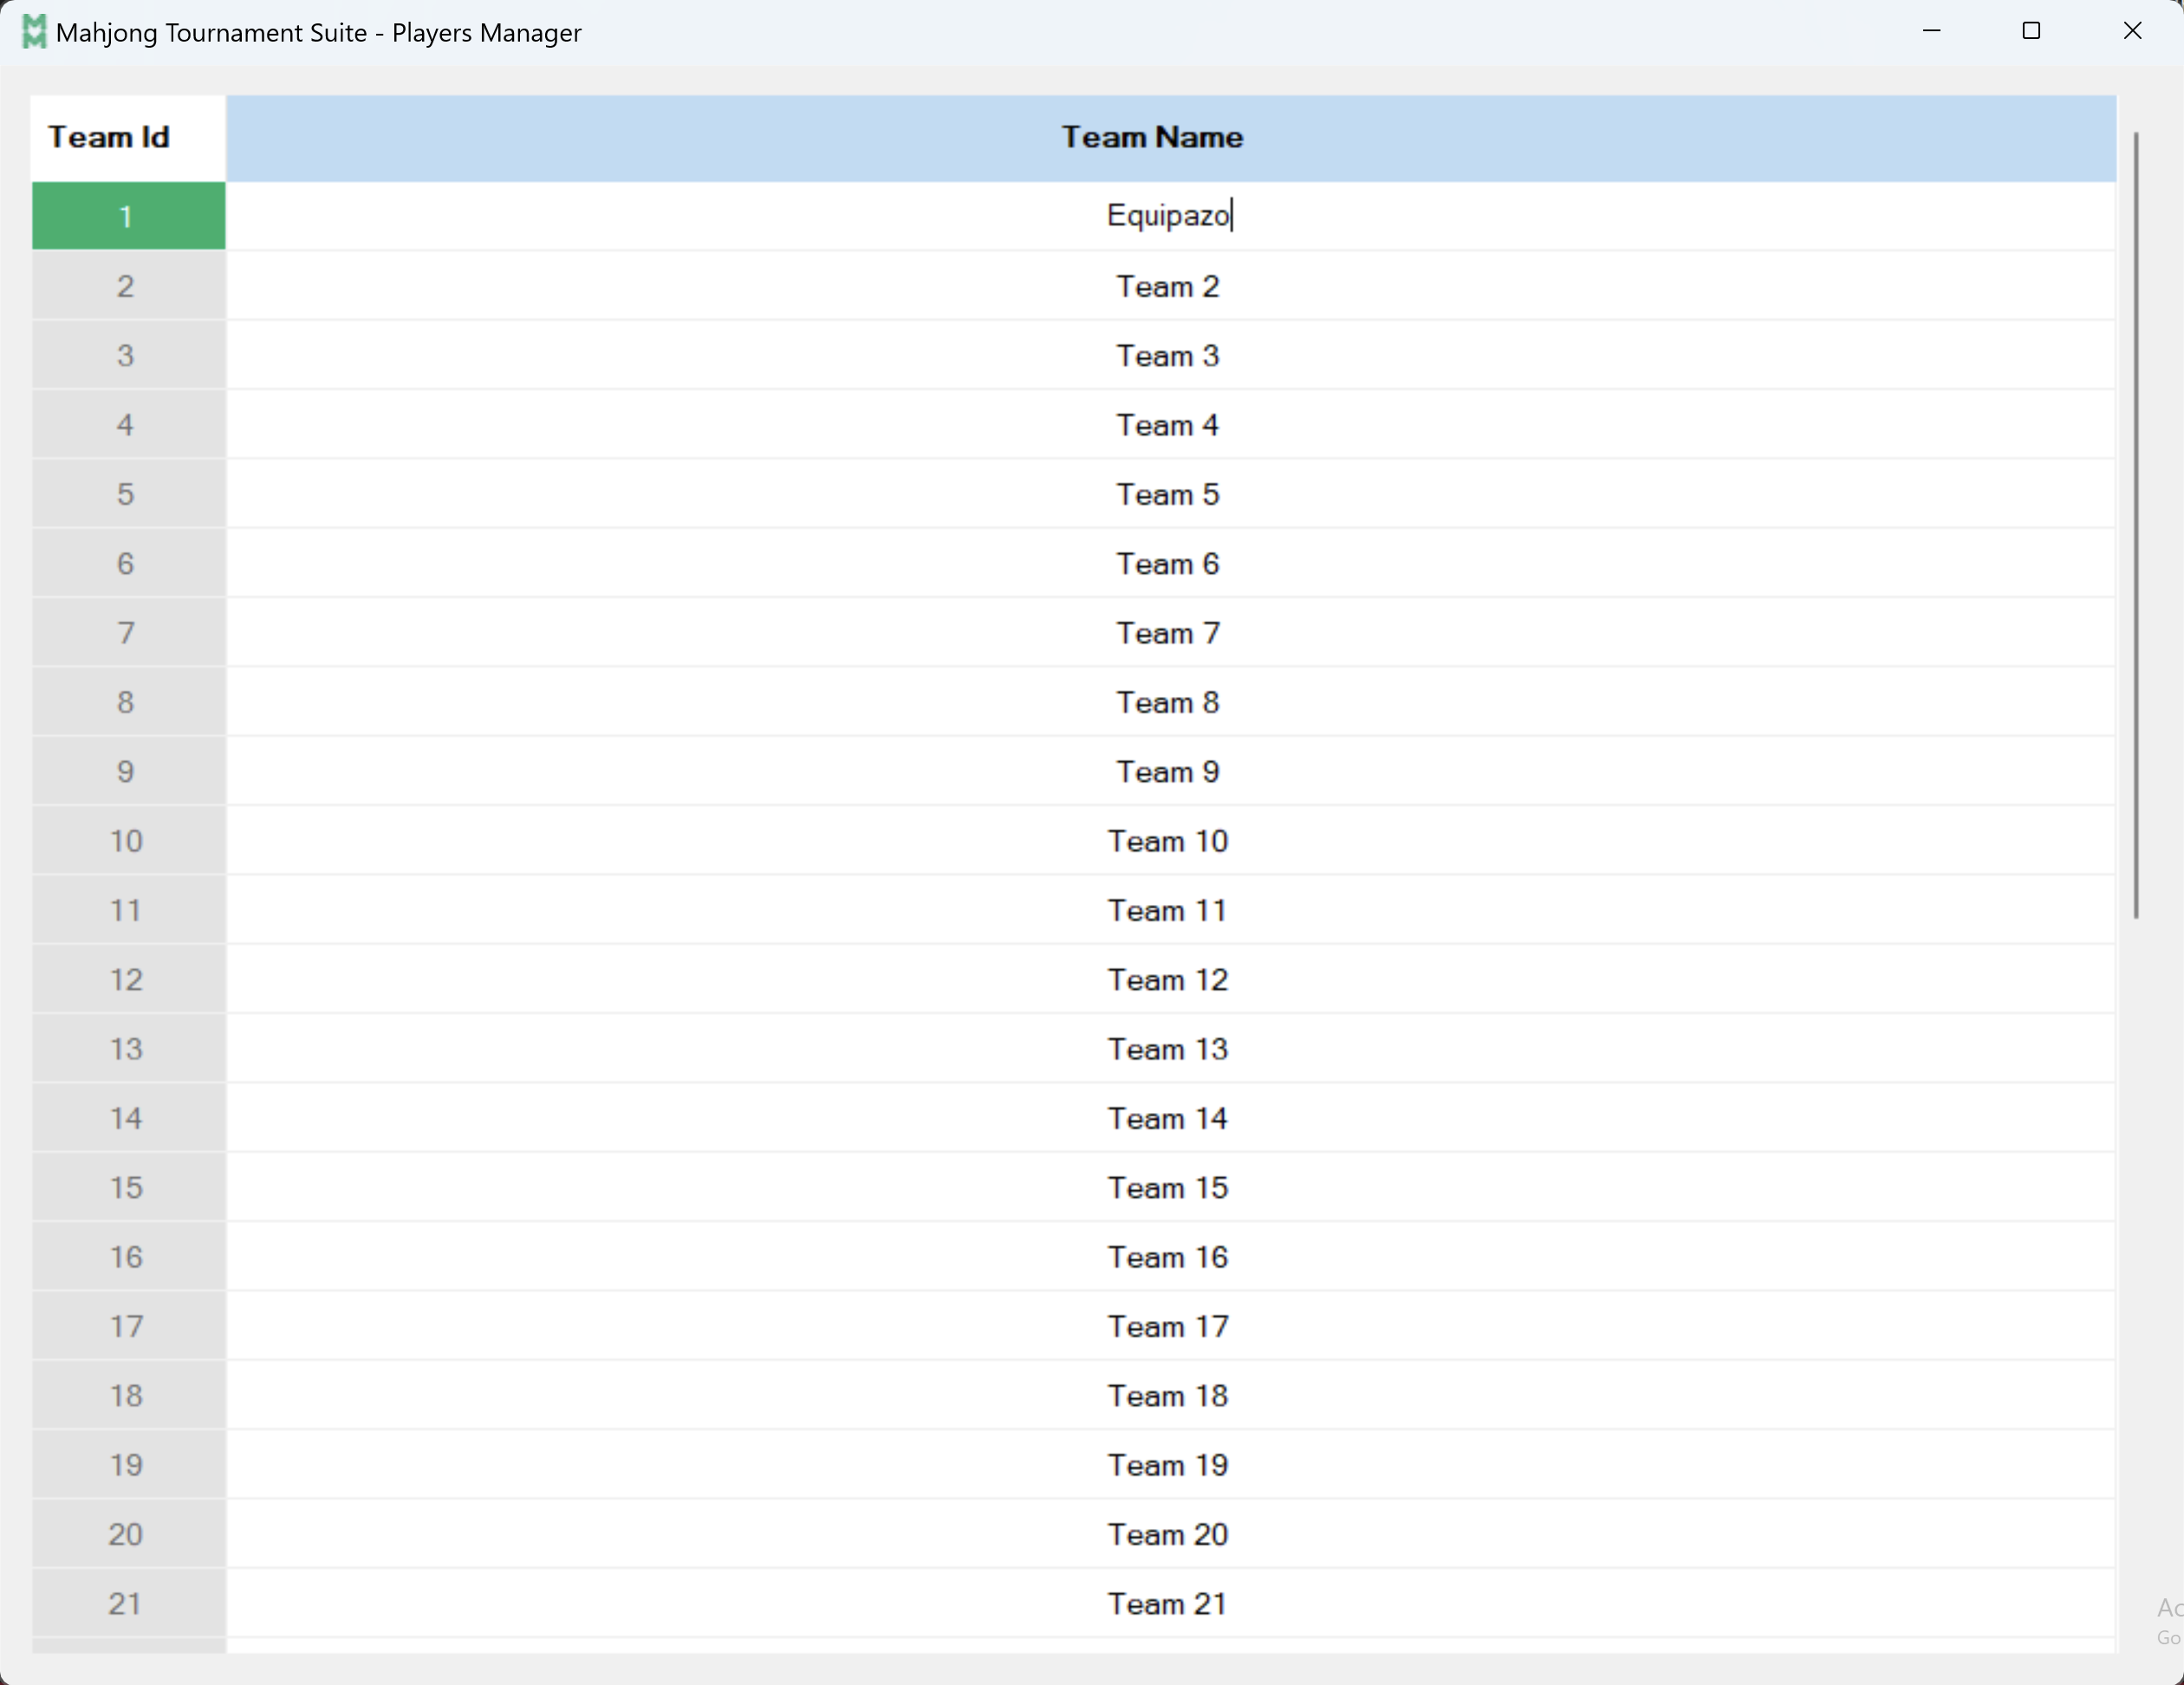 Mahjong Tournament Suite - Players Manager
Team Id Team Name
1 Equipazo
2 Team 2
3 Team 3
4 Team 4
5 Team 5
6 Team 6
7 Team 7
8 Team 8
9 Team 9
10 Team 10
11 Team 11
12 Team 12
13 Team 13
14 Team 14
15 Team 15
16 Team 16
17 Team 17
18 Team 18
19 Team 19
20 Team 20
21 Team 21
Go